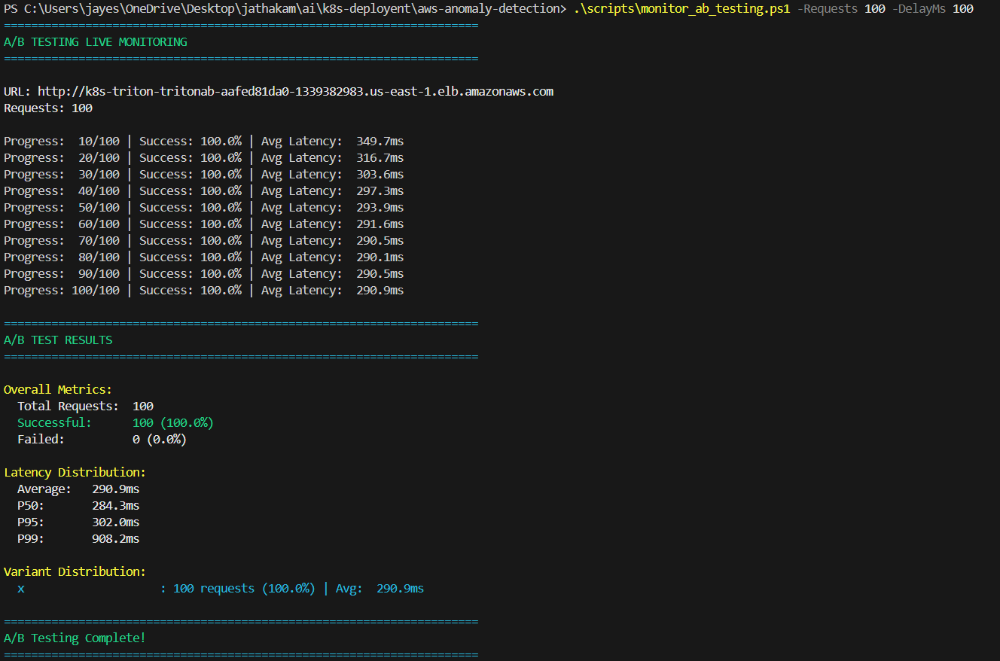 PS C:\Users\jayes\OneDrive\Desktop\jathakam\ai\k8s-deployent\aws-anomaly-detection> .\scripts\monitor_ab_testing.ps1 -Requests 100 -DelayMs 100
======================================================================
A/B TESTING LIVE MONITORING
======================================================================
URL: http://k8s-triton-tritonab-aafed81da0-1339382983.us-east-1.elb.amazonaws.com
Requests: 100
Progress:  10/100 | Success: 100.0% | Avg Latency:  349.7ms
Progress:  20/100 | Success: 100.0% | Avg Latency:  316.7ms
Progress:  30/100 | Success: 100.0% | Avg Latency:  303.6ms
Progress:  40/100 | Success: 100.0% | Avg Latency:  297.3ms
Progress:  50/100 | Success: 100.0% | Avg Latency:  293.9ms
Progress:  60/100 | Success: 100.0% | Avg Latency:  291.6ms
Progress:  70/100 | Success: 100.0% | Avg Latency:  290.5ms
Progress:  80/100 | Success: 100.0% | Avg Latency:  290.1ms
Progress:  90/100 | Success: 100.0% | Avg Latency:  290.5ms
Progress: 100/100 | Success: 100.0% | Avg Latency:  290.9ms
======================================================================
A/B TEST RESULTS
======================================================================
Overall Metrics:
  Total Requests:  100
  Successful:      100 (100.0%)
  Failed:          0 (0.0%)
Latency Distribution:
  Average:   290.9ms
  P50:       284.3ms
  P95:       302.0ms
  P99:       908.2ms
Variant Distribution:
  x                    : 100 requests (100.0%) | Avg:  290.9ms
======================================================================
A/B Testing Complete!
======================================================================